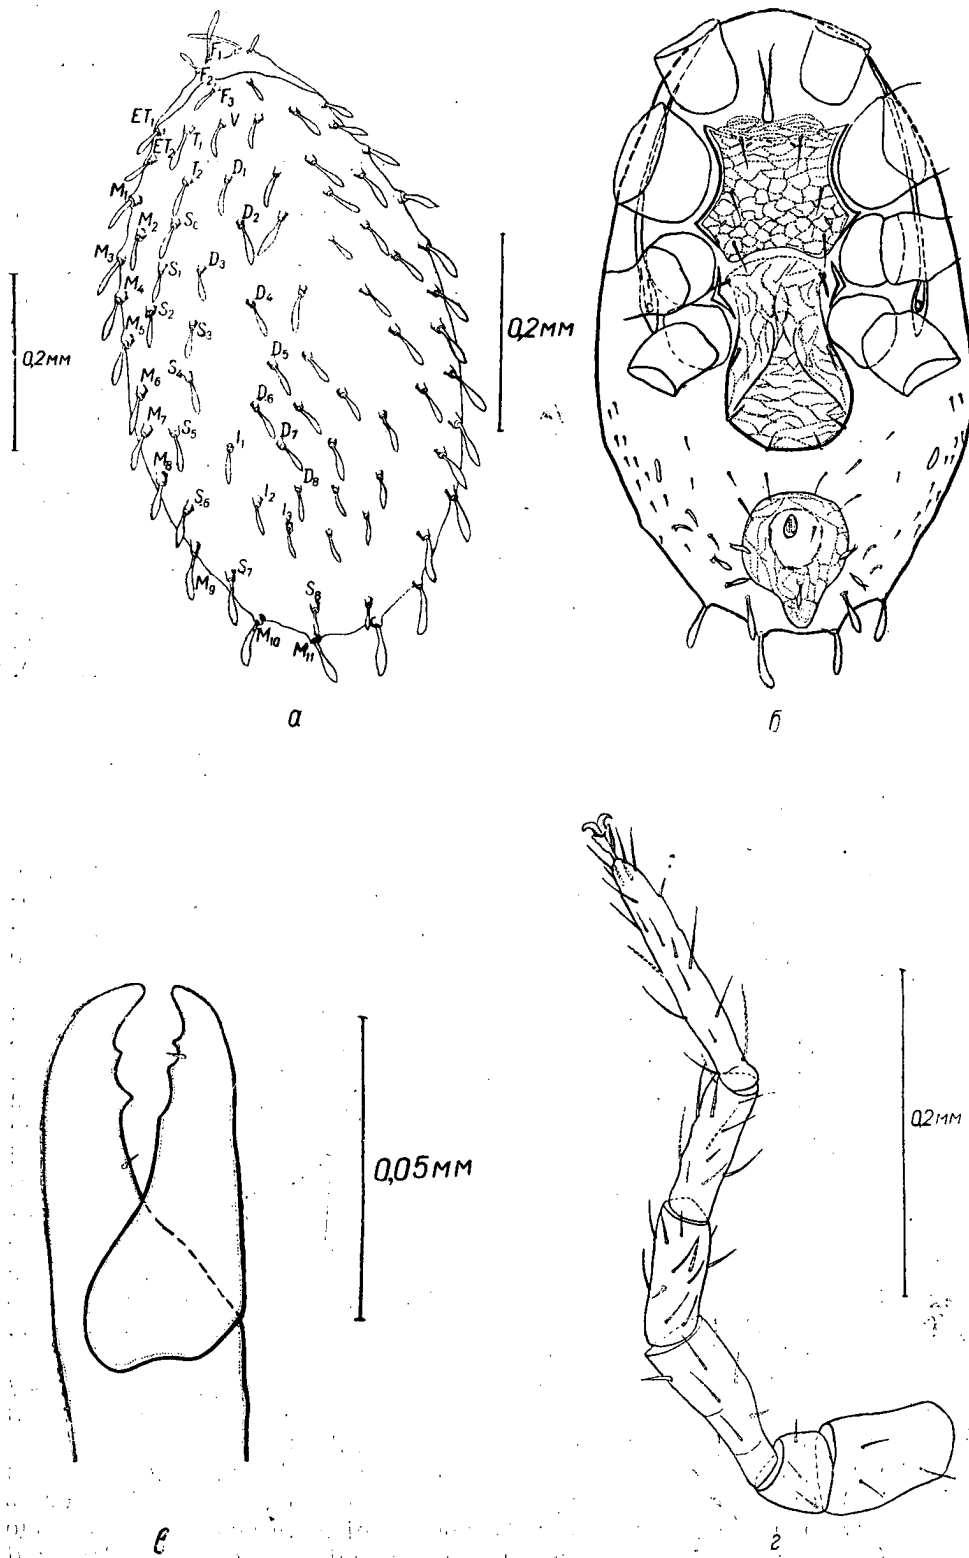 F₁
F₂
F₃
ET₁
ET₂ T₁ V
T₂ D₁
M₁
M₂ S₀ D₂
M₃ S₁ D₃
M₄ S₂ D₄
M₅ S₃
S₄ D₅
M₆ D₆
M₇ S₅ I₁ D₇
M₈ D₈
S₆ I₂
M₉ S₇ S₈
M₁₀ M₁₁
0,2мм
0,2мм
а
б
0,05мм
0,2мм
в
г